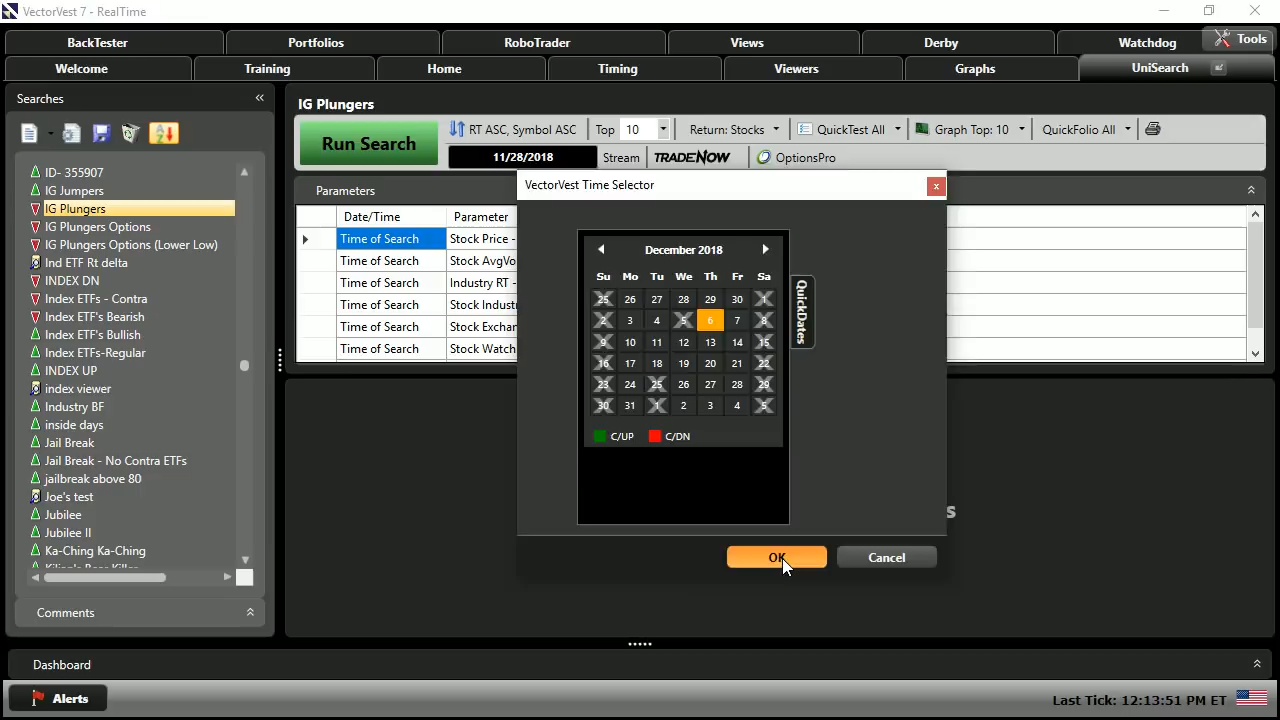 VectorVest 7 - RealTime
BackTester
Portfolios
RoboTrader
Views
Derby
Watchdog
Tools
Welcome
Training
Home
Timing
Viewers
Graphs
UniSearch
Searches
ID- 355907
IG Jumpers
IG Plungers
IG Plungers Options
IG Plungers Options (Lower Low)
Ind ETF Rt delta
INDEX DN
Index ETFs - Contra
Index ETF's Bearish
Index ETF's Bullish
Index ETFs-Regular
INDEX UP
index viewer
Industry BF
inside days
Jail Break
Jail Break - No Contra ETFs
jailbreak above 80
Joe's test
Jubilee
Jubilee II
Ka-Ching Ka-Ching
Comments
IG Plungers
Run Search
RT ASC, Symbol ASC
Top 10
Return: Stocks
QuickTest All
Graph Top: 10
QuickFolio All
11/28/2018
Stream
TRADENOW
OptionsPro
Parameters
Date/Time Parameter
Time of Search Stock Price -
Time of Search Stock AvgVo
Time of Search Industry RT -
Time of Search Stock Indust
Time of Search Stock Exchan
Time of Search Stock Watch
VectorVest Time Selector
x
December 2018
Su Mo Tu We Th Fr Sa
25 26 27 28 29 30 1
2 3 4 5 6 7 8
9 10 11 12 13 14 15
16 17 18 19 20 21 22
23 24 25 26 27 28 29
30 31 1 2 3 4 5
C/UP C/DN
QuickDates
OK
Cancel
s
Dashboard
Alerts
Last Tick: 12:13:51 PM ET